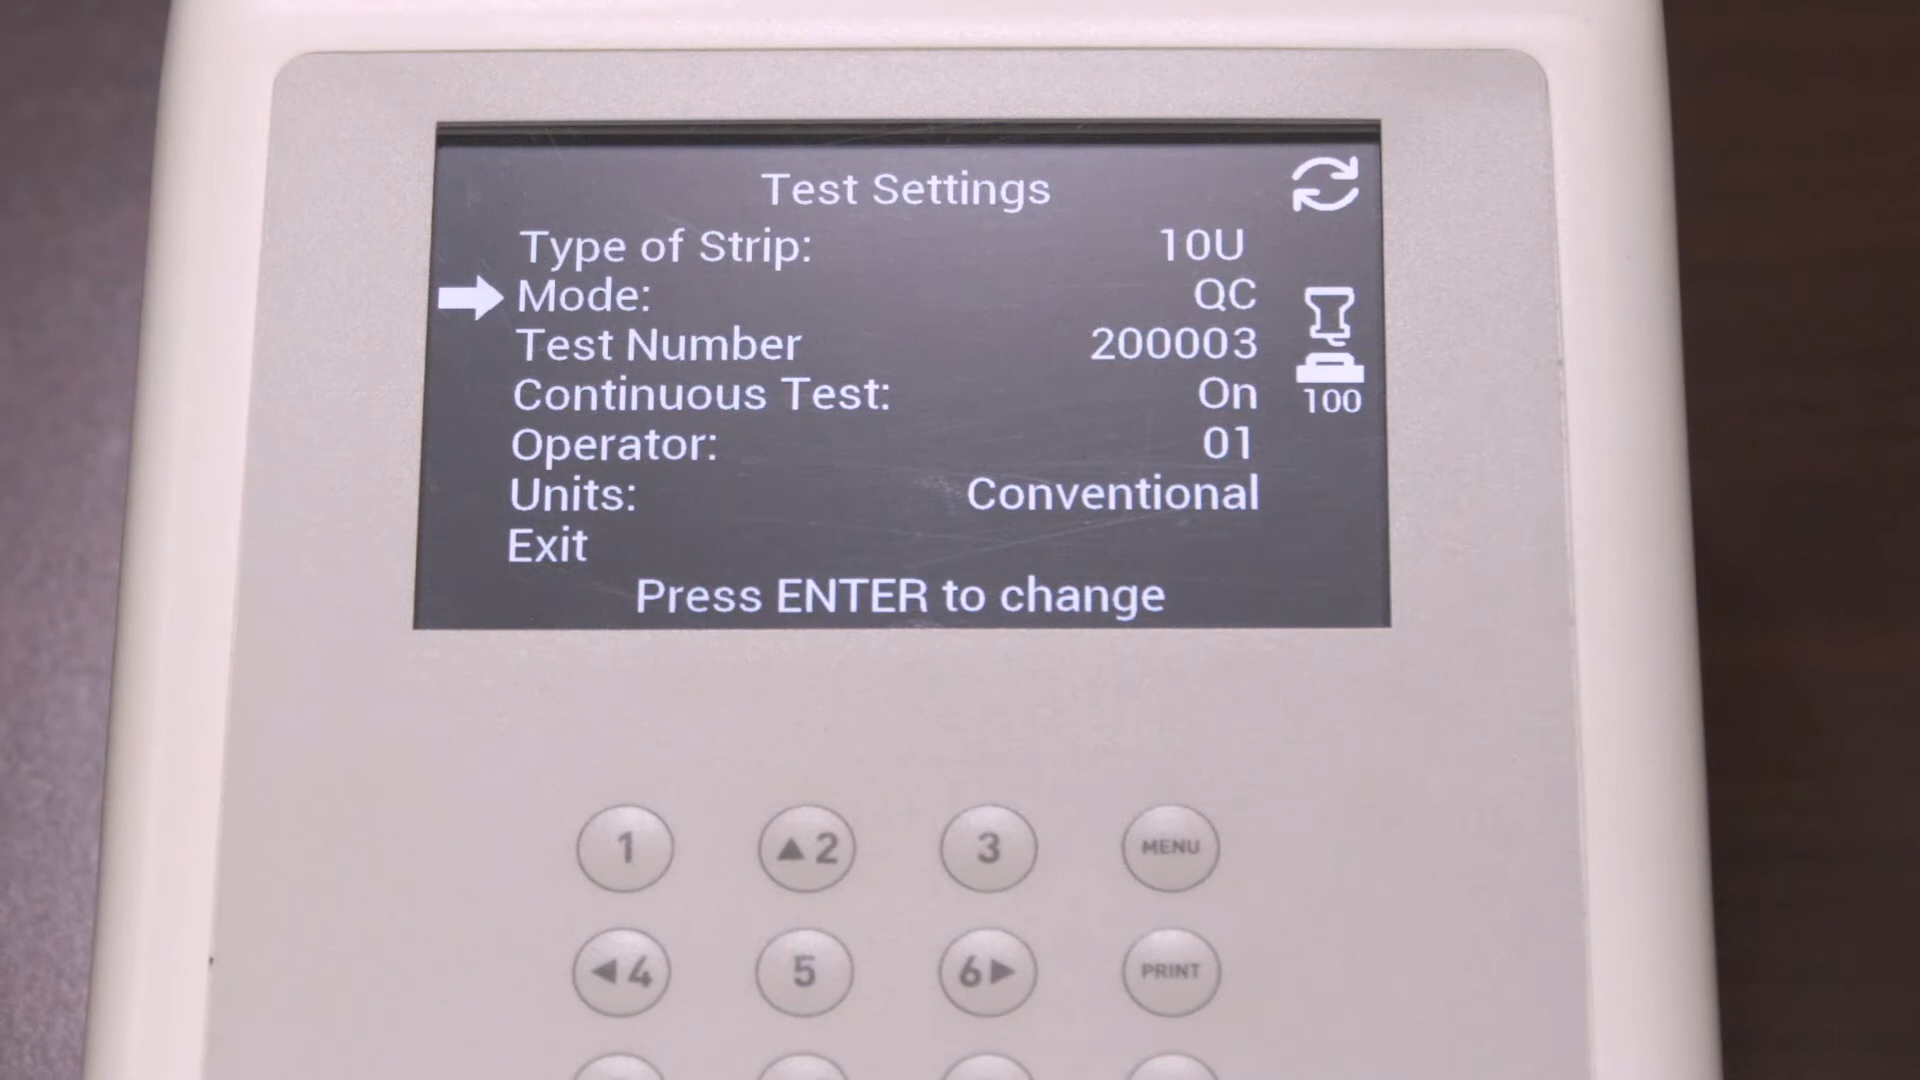 Test Settings
Type of Strip: 10U
Mode: QC
Test Number 200003
Continuous Test: On
100
Operator: 01
Units: Conventional
Exit
Press ENTER to change
1 ▲2 3 MENU
◀4 5 6▶ PRINT